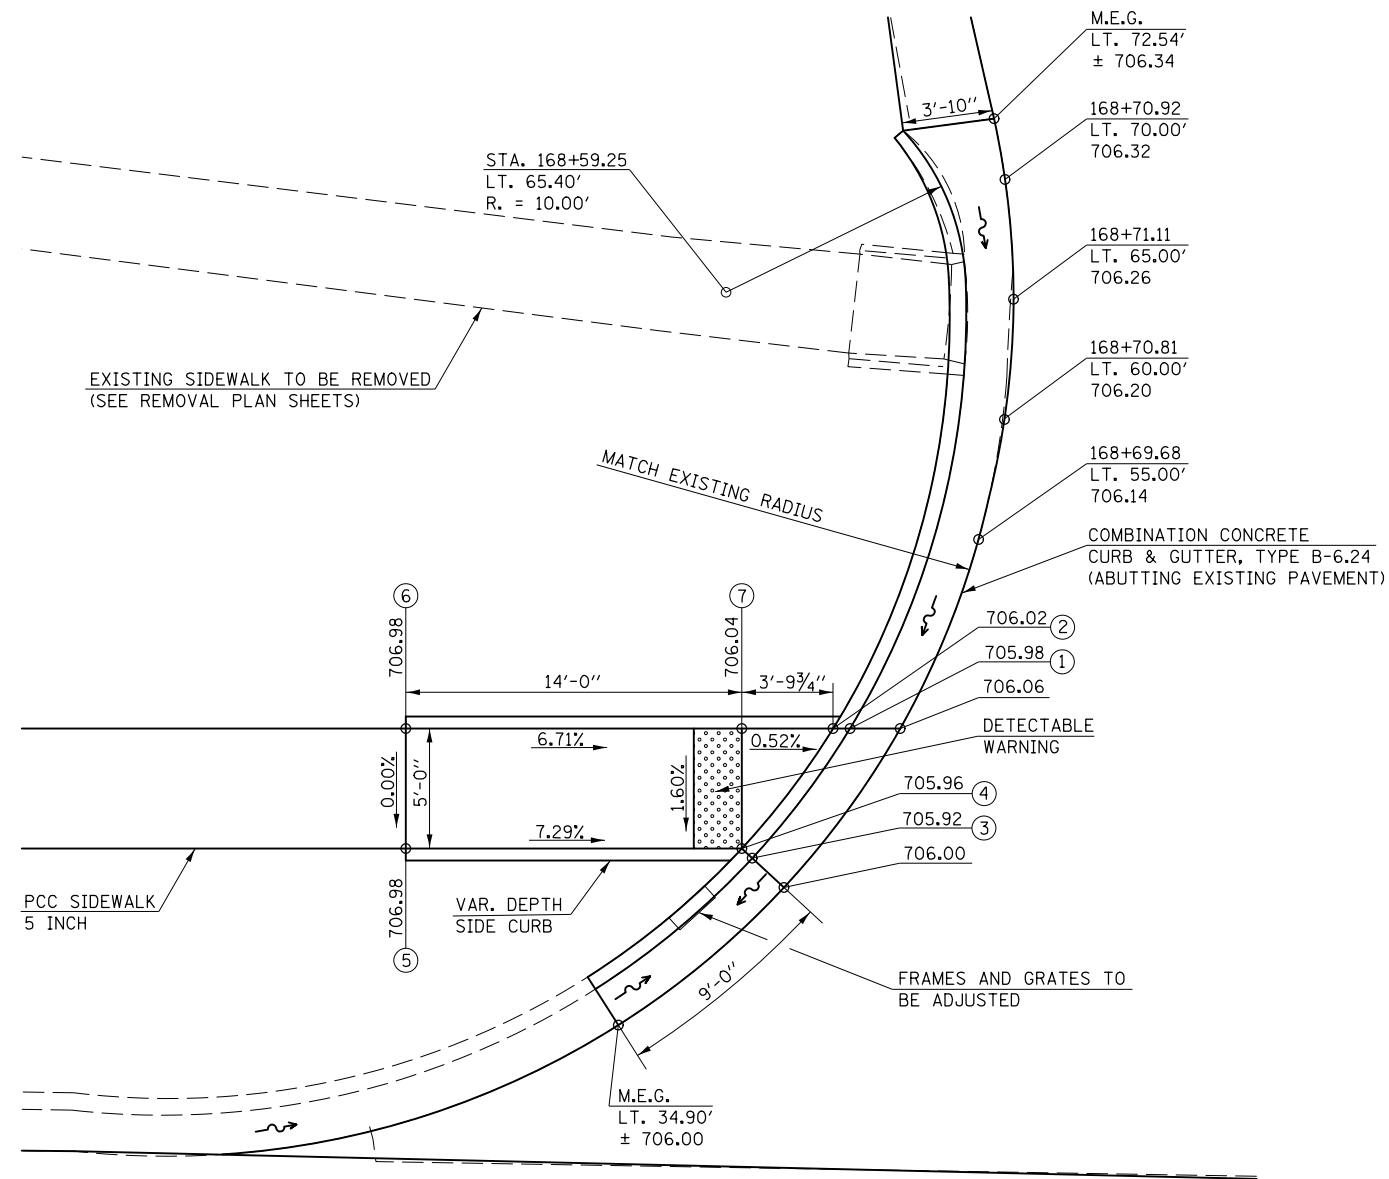 M.E.G.
LT. 72.54'
± 706.34
3'-10"
168+70.92
LT. 70.00'
706.32
STA. 168+59.25
LT. 65.40'
R. = 10.00'
168+71.11
LT. 65.00'
706.26
168+70.81
LT. 60.00'
706.20
EXISTING SIDEWALK TO BE REMOVED
(SEE REMOVAL PLAN SHEETS)
168+69.68
LT. 55.00'
706.14
MATCH EXISTING RADIUS
COMBINATION CONCRETE
CURB & GUTTER, TYPE B-6.24
(ABUTTING EXISTING PAVEMENT)
6
7
706.98
706.04
706.02 2
705.98 1
706.06
14'-0"
3'-9¾"
DETECTABLE
WARNING
6.71%
0.52%
0.00%
5'-0"
1.60%
7.29%
705.96 4
705.92 3
706.00
PCC SIDEWALK
5 INCH
706.98
5
VAR. DEPTH
SIDE CURB
9'-0"
FRAMES AND GRATES TO
BE ADJUSTED
M.E.G.
LT. 34.90'
± 706.00